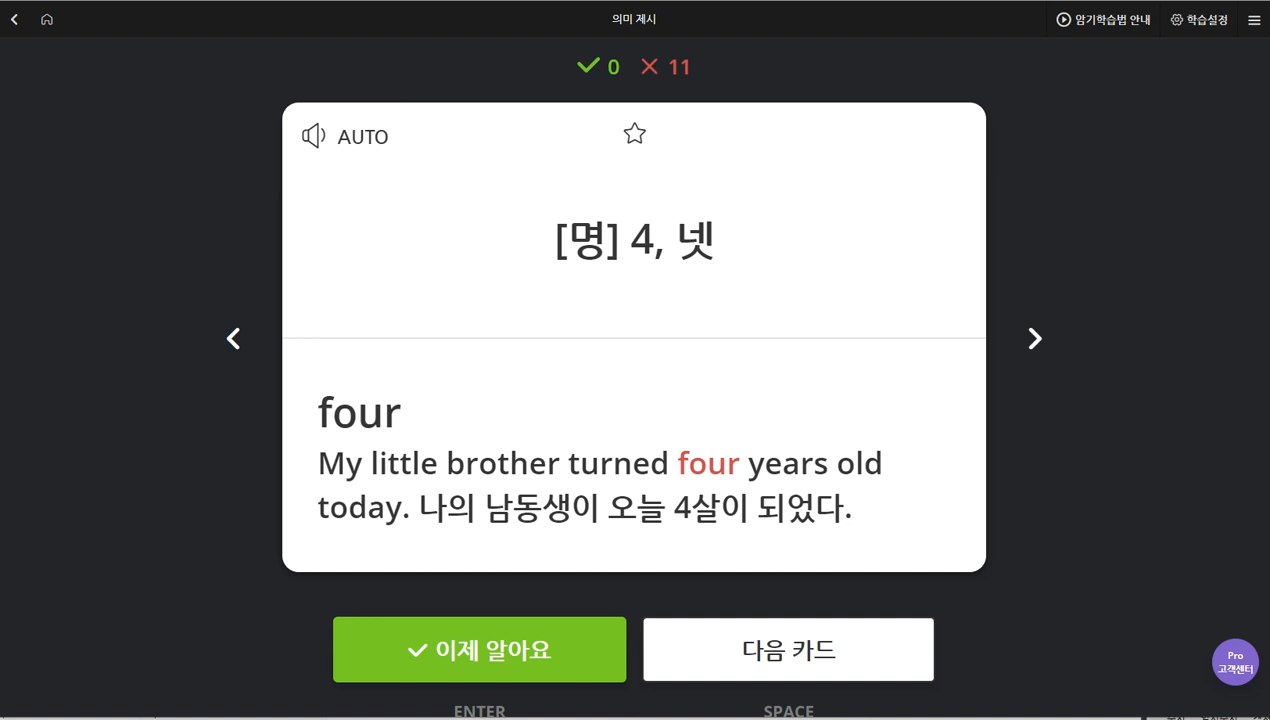 의미 제시
암기학습법 안내
학습설정
0 11
AUTO
[명] 4, 넷
four
My little brother turned four years old
today. 나의 남동생이 오늘 4살이 되었다.
이제 알아요
다음 카드
Pro
고객센터
ENTER
SPACE